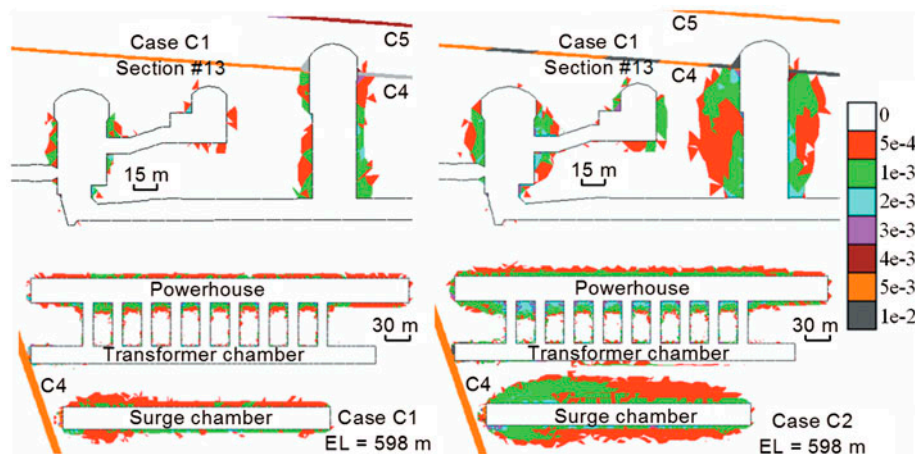 Case C1
Section #13
C5
C4
15 m
Powerhouse
30 m
Transformer chamber
C4
Surge chamber
Case C1
EL = 598 m
Case C1
Section #13
C5
C4
15 m
Powerhouse
30 m
Transformer chamber
C4
Surge chamber
Case C2
EL = 598 m
0
5e-4
1e-3
2e-3
3e-3
4e-3
5e-3
1e-2